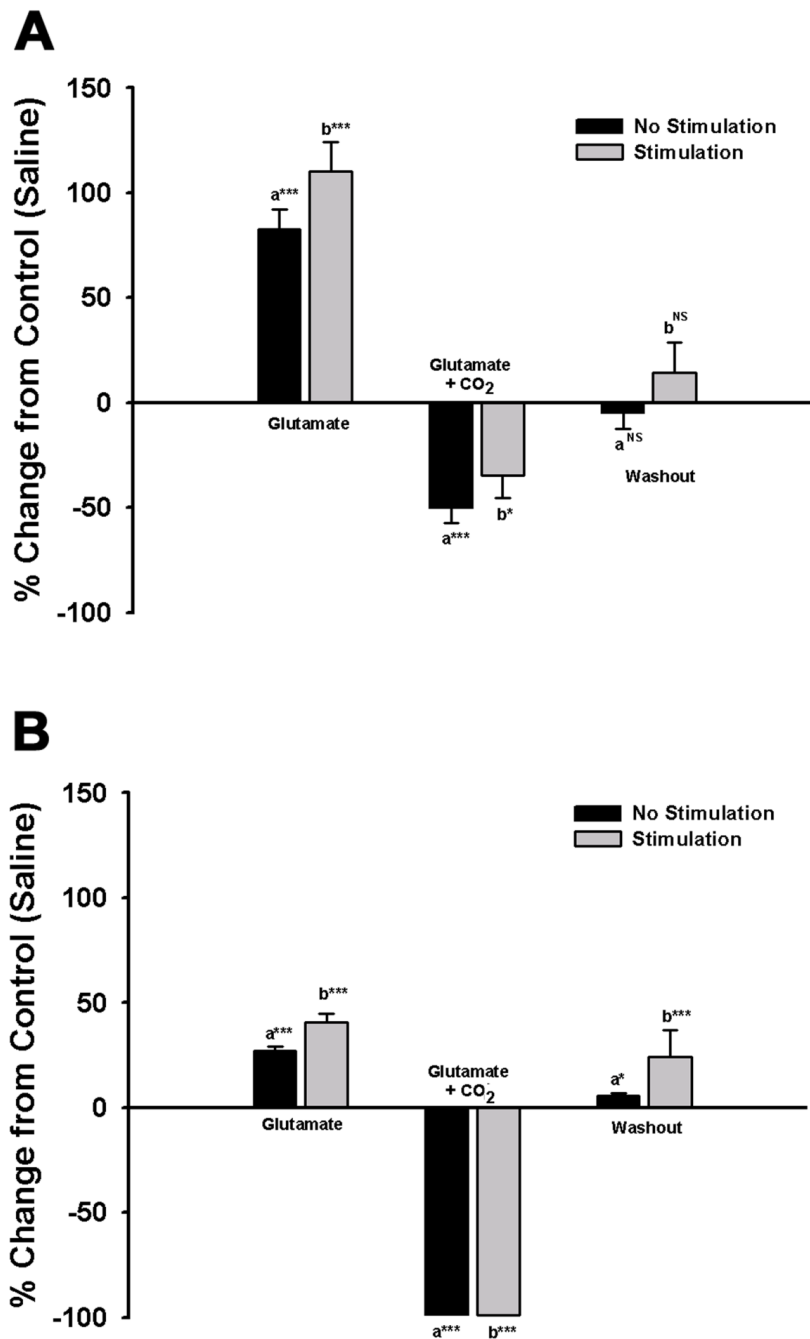 A
% Change from Control (Saline)
150
100
50
0
-50
-100
No Stimulation
Stimulation
a***
b***
Glutamate
Glutamate
+ CO2
a***
b*
b NS
a NS
Washout
B
% Change from Control (Saline)
150
100
50
0
-50
-100
No Stimulation
Stimulation
a***
b***
Glutamate
Glutamate
+ CO2
a***
b***
a*
b***
Washout